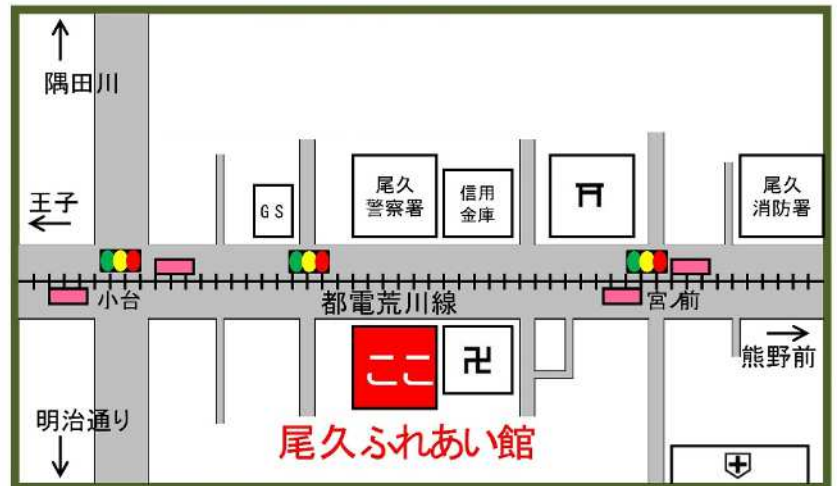 隅田川
王子
GS
尾久
警察署
信用
金庫
尾久
消防署
小台
都電荒川線
宮ノ前
熊野前
ここ
卍
明治通り
尾久ふれあい館